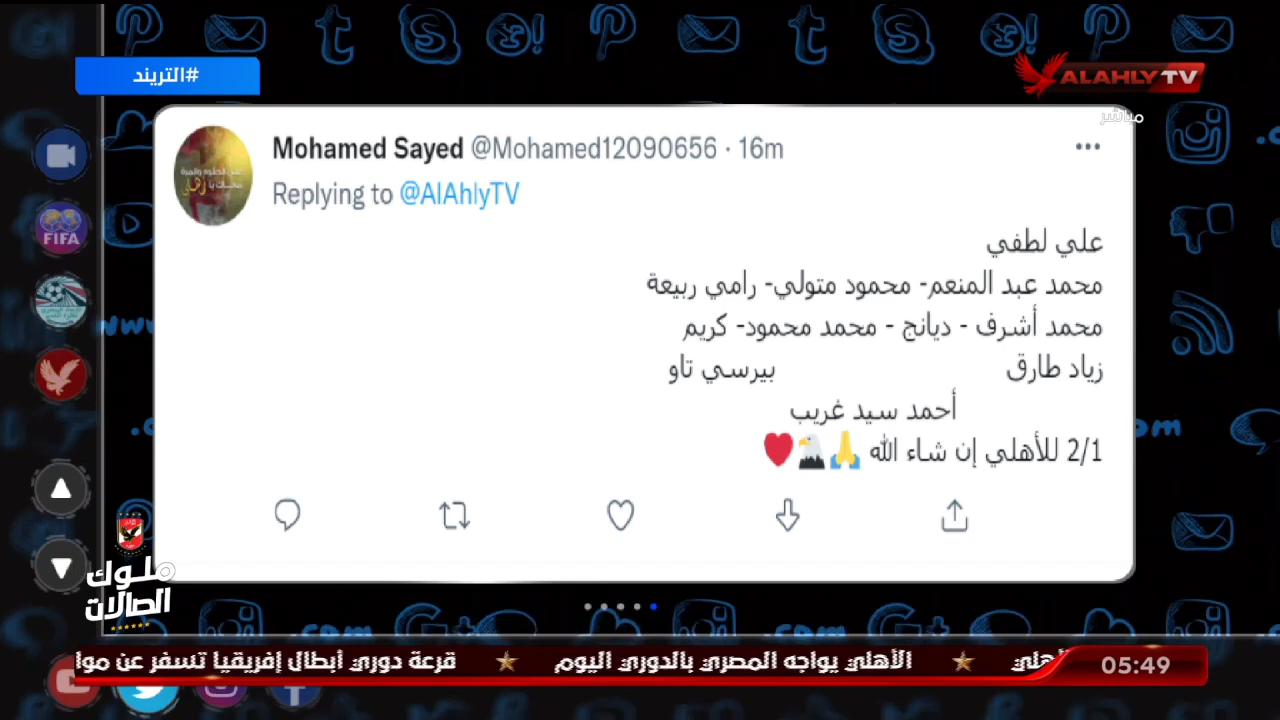 #التريند
ALAHLY TV
مباشر
Mohamed Sayed @Mohamed12090656 · 16m
Replying to @AlAhlyTV
علي لطفي
محمد عبد المنعم- محمود متولي- رامي ربيعة
محمد أشرف - ديانج - محمد محمود- كريم
زياد طارق بيرسي تاو
أحمد سيد غريب
2/1 للأهلي إن شاء الله 🙏🦅❤️
FIFA
ملوك
الصالات
الأهلي يواجه المصري بالدوري اليوم ★ قرعة دوري أبطال إفريقيا تسفر عن موا
05:49